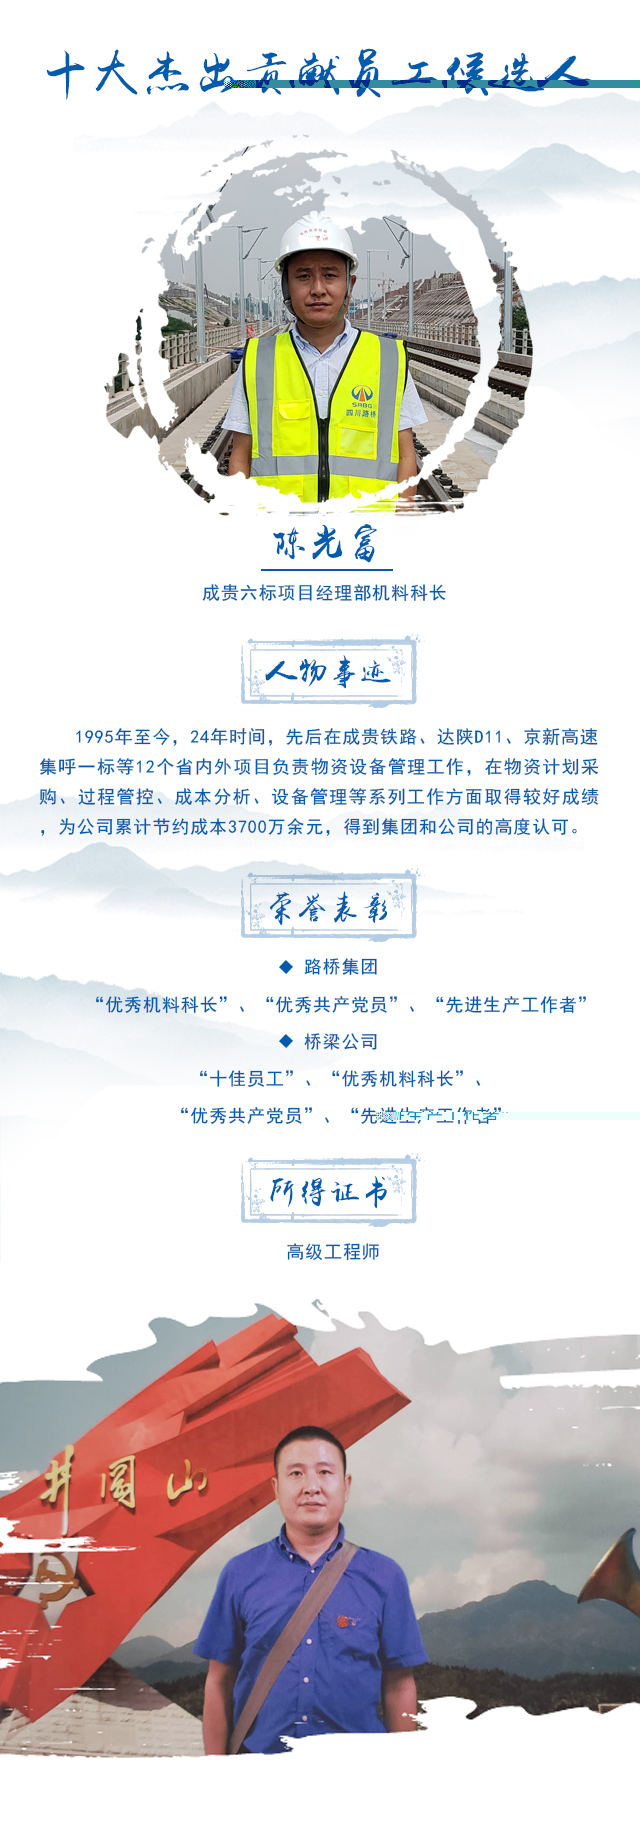 十大杰出贡献员工候选人
SRBG
四川路桥
陈光富
成贵六标项目经理部机料科长
人物事迹
1995年至今，24年时间，先后在成贵铁路、达陕D11、京新高速
集呼一标等12个省内外项目负责物资设备管理工作，在物资计划采
购、过程管控、成本分析、设备管理等系列工作方面取得较好成绩
，为公司累计节约成本3700万余元，得到集团和公司的高度认可。
荣誉表彰
◆ 路桥集团
“优秀机料科长”、“优秀共产党员”、“先进生产工作者”
◆ 桥梁公司
“十佳员工”、“优秀机料科长”、
“优秀共产党员”、“先进生产工作者”
所得证书
高级工程师
井冈山